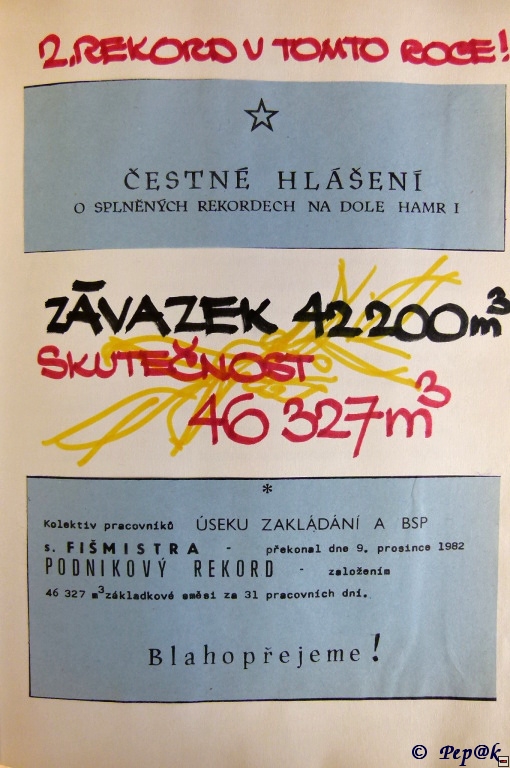 2. REKORD V TOMTO ROCE!
ČESTNÉ HLÁŠENÍ
O SPLNĚNÝCH REKORDECH NA DOLE HAMR I
ZÁVAZEK 42 200m³
SKUTEČNOST
46 327m³
*
Kolektiv pracovníků ÚSEKU ZAKLÁDÁNÍ A BSP
s. FIŠMISTRA - překonal dne 9. prosince 1982
PODNIKOVÝ REKORD - založením
46 327 m³základkové směsi za 31 pracovních dní.
Blahopřejeme!
© Pep@k